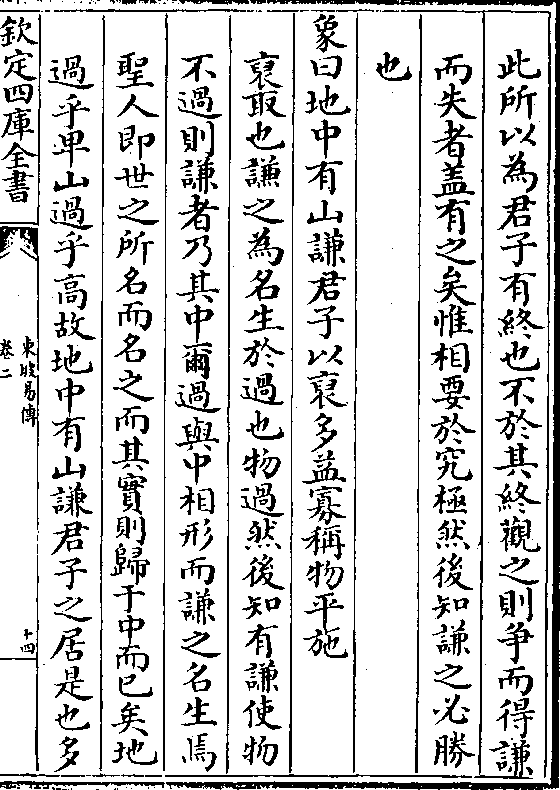 此所以為君子有終也不於其終觀之則争而得謙
而失者盖有之矣惟相要於究極然後知謙之必勝
也
象曰地中有山謙君子以裒多益寡稱物平施
裒取也謙之為名生於過也物過然後知有謙使物
不過則謙者乃其中爾過與中相形而謙之名生焉
聖人即世之所名而名之而其實則歸于中而已矣地
過乎卑山過乎高故地中有山謙君子之居是也多
欽定四庫全書
東坡易傳
卷二
十四